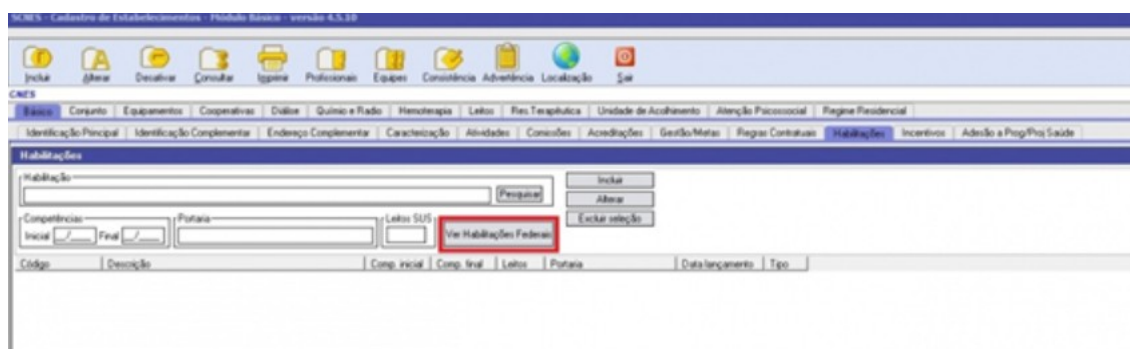 SCNES - Cadastro de Estabelecimentos - Módulo Básico - versão 4.5.10
Incluir Alterar Desativar Consultar Imprimir Profissionais Equipes Consistência Advertência Localização Sair
CNES
Básico Conjunto Equipamentos Cooperativas Diálise Químio e Radio Hemoterapia Leitos Res.Terapêutica Unidade de Acolhimento Atenção Psicossocial Regime Residencial
Identificação Principal Identificação Complementar Endereço Complementar Caracterização Atividades Comissões Acreditações Gestão/Metas Regras Contratuais Habilitações Incentivos Adesão a Prog/Proj Saúde
Habilitações
Habilitação
Pesquisar Incluir
Alterar
Competências Portaria Leitos SUS Excluir seleção
Inicial _/__ Final _/__ Ver Habilitações Federais
Código Descrição Comp. inicial Comp. final Leitos Portaria Data lançamento Tipo